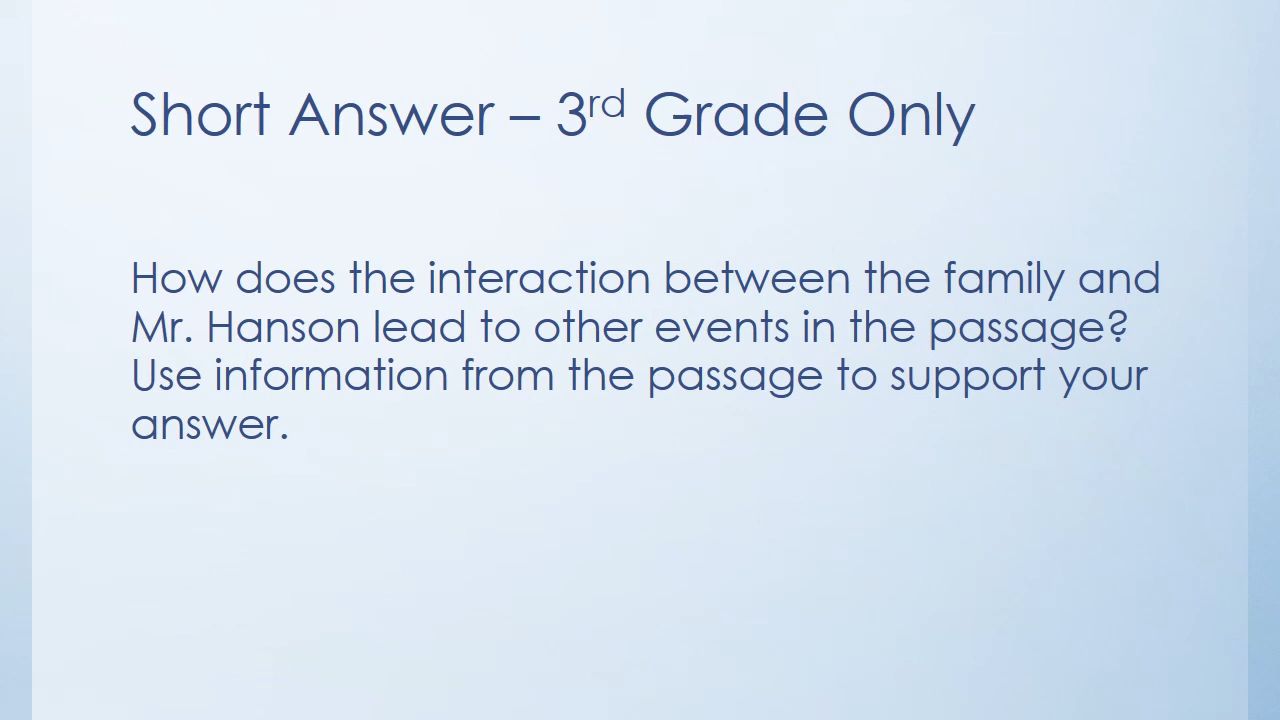 Short Answer – 3rd Grade Only
How does the interaction between the family and
Mr. Hanson lead to other events in the passage?
Use information from the passage to support your
answer.